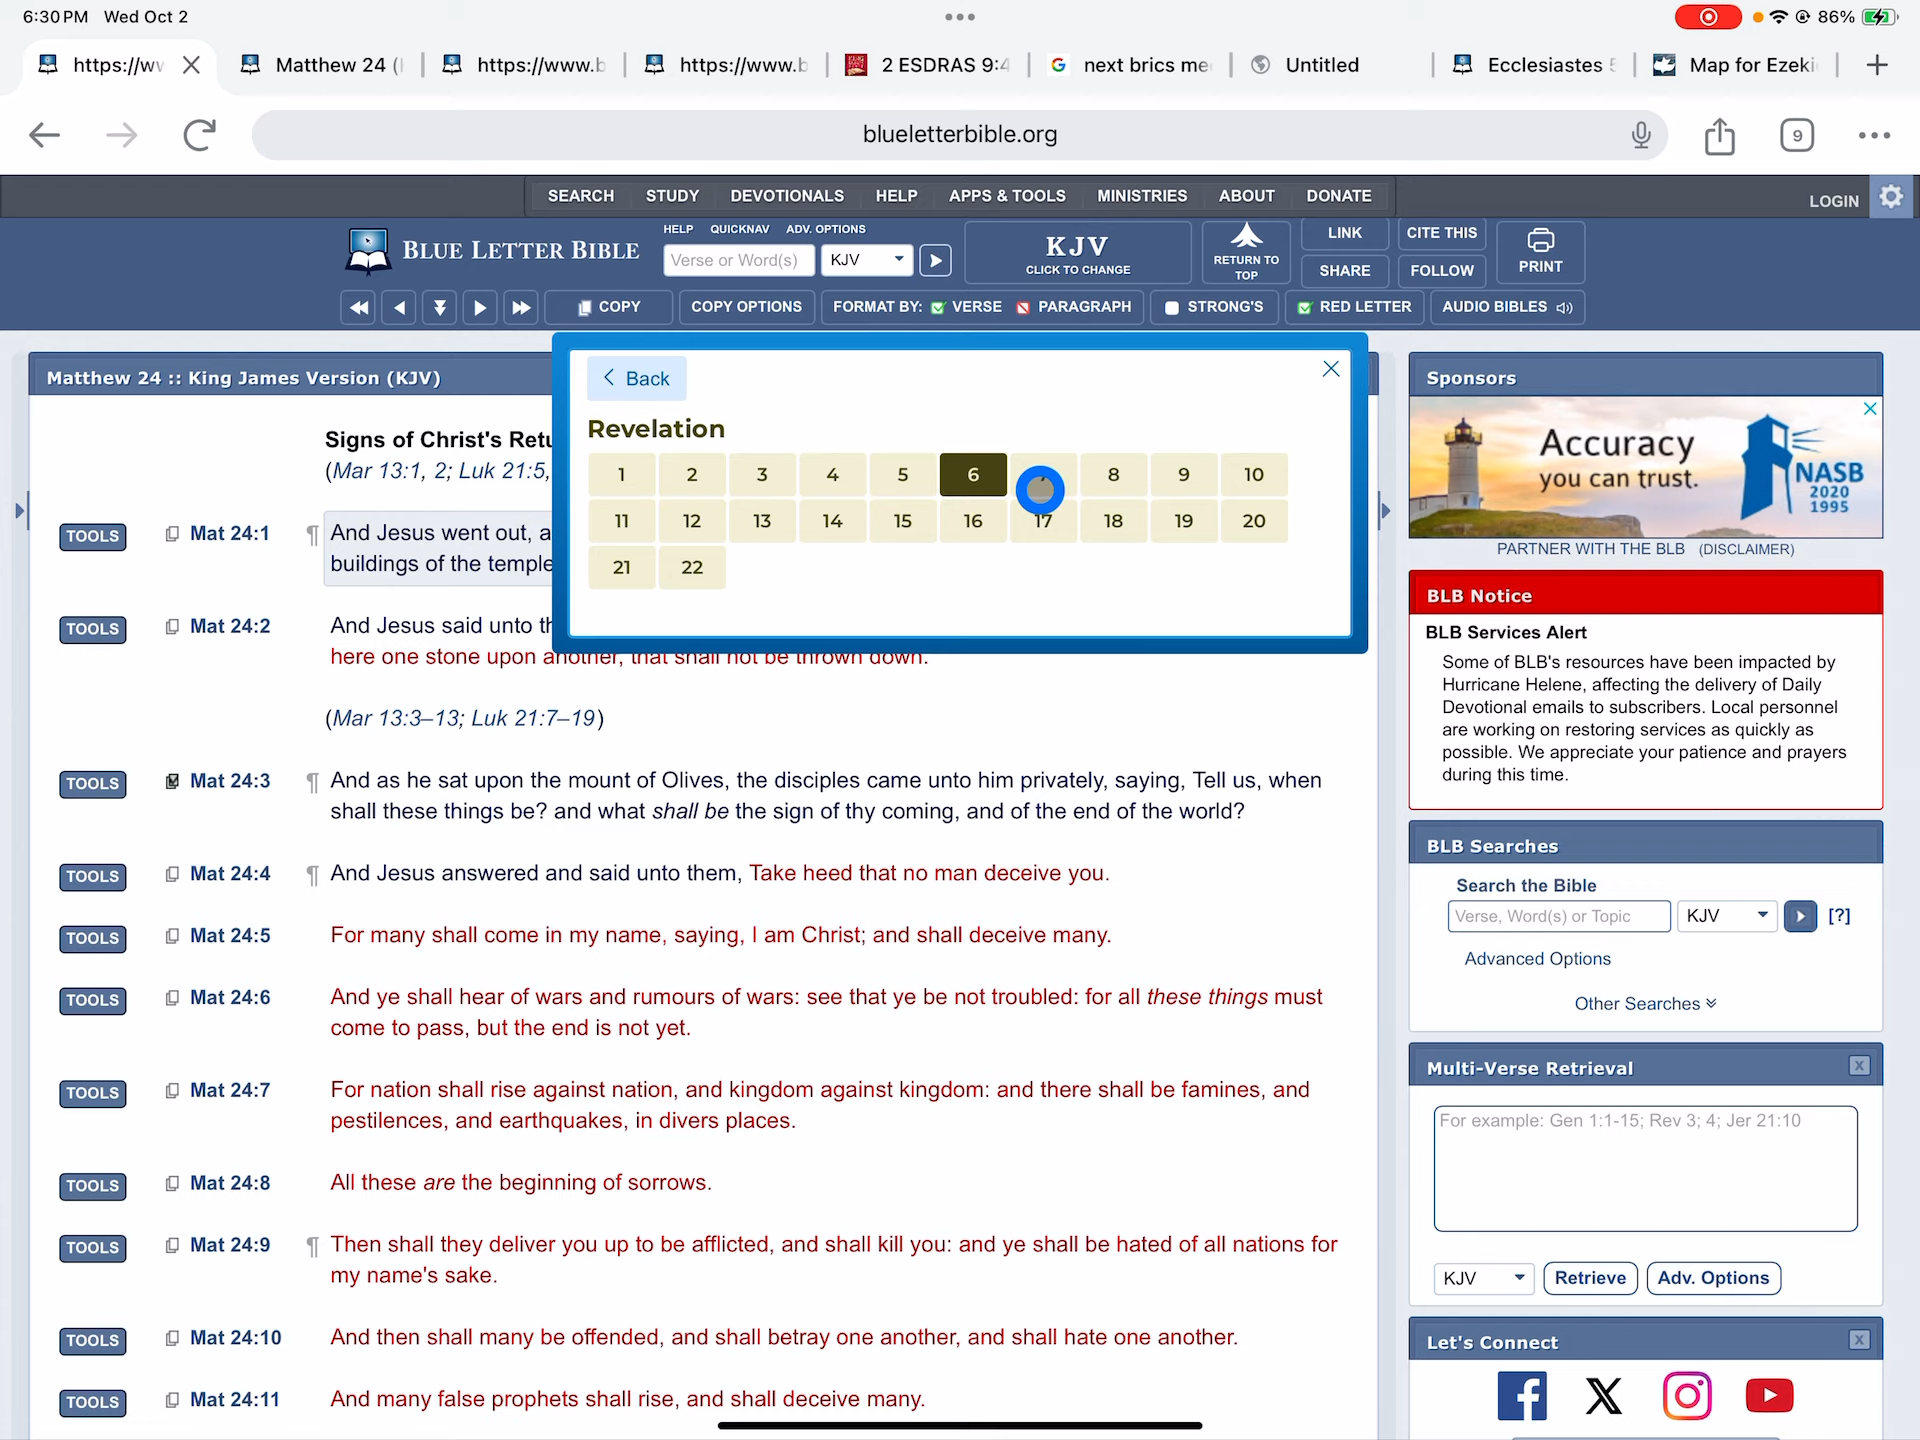 6:30 PM Wed Oct 2
86%
https://ww
Matthew 24 (
https://www.b
https://www.b
2 ESDRAS 9:4
next brics me
Untitled
Ecclesiastes 5
Map for Ezeki
blueletterbible.org
9
SEARCH STUDY DEVOTIONALS HELP APPS & TOOLS MINISTRIES ABOUT DONATE
LOGIN
BLUE LETTER BIBLE
HELP QUICKNAV ADV. OPTIONS
Verse or Word(s)
KJV
KJV
CLICK TO CHANGE
RETURN TO
TOP
LINK
CITE THIS
SHARE
FOLLOW
PRINT
COPY
COPY OPTIONS
FORMAT BY: VERSE PARAGRAPH
STRONG'S
RED LETTER
AUDIO BIBLES
Matthew 24 :: King James Version (KJV)
Back
Revelation
1 2 3 4 5 6 8 9 10
11 12 13 14 15 16 17 18 19 20
21 22
Signs of Christ's Retu
(Mar 13:1, 2; Luk 21:5,
TOOLS Mat 24:1 ¶ And Jesus went out, a
buildings of the temple
TOOLS Mat 24:2 And Jesus said unto th
here one stone upon another, that shall not be thrown down.
(Mar 13:3–13; Luk 21:7–19)
TOOLS Mat 24:3 ¶ And as he sat upon the mount of Olives, the disciples came unto him privately, saying, Tell us, when
shall these things be? and what shall be the sign of thy coming, and of the end of the world?
TOOLS Mat 24:4 ¶ And Jesus answered and said unto them, Take heed that no man deceive you.
TOOLS Mat 24:5 For many shall come in my name, saying, I am Christ; and shall deceive many.
TOOLS Mat 24:6 And ye shall hear of wars and rumours of wars: see that ye be not troubled: for all these things must
come to pass, but the end is not yet.
TOOLS Mat 24:7 For nation shall rise against nation, and kingdom against kingdom: and there shall be famines, and
pestilences, and earthquakes, in divers places.
TOOLS Mat 24:8 All these are the beginning of sorrows.
TOOLS Mat 24:9 ¶ Then shall they deliver you up to be afflicted, and shall kill you: and ye shall be hated of all nations for
my name's sake.
TOOLS Mat 24:10 And then shall many be offended, and shall betray one another, and shall hate one another.
TOOLS Mat 24:11 And many false prophets shall rise, and shall deceive many.
Sponsors
Accuracy
you can trust.
NASB
2020
1995
PARTNER WITH THE BLB (DISCLAIMER)
BLB Notice
BLB Services Alert
Some of BLB's resources have been impacted by
Hurricane Helene, affecting the delivery of Daily
Devotional emails to subscribers. Local personnel
are working on restoring services as quickly as
possible. We appreciate your patience and prayers
during this time.
BLB Searches
Search the Bible
Verse, Word(s) or Topic
KJV
[?]
Advanced Options
Other Searches
Multi-Verse Retrieval
x
For example: Gen 1:1-15; Rev 3; 4; Jer 21:10
KJV
Retrieve
Adv. Options
Let's Connect
x